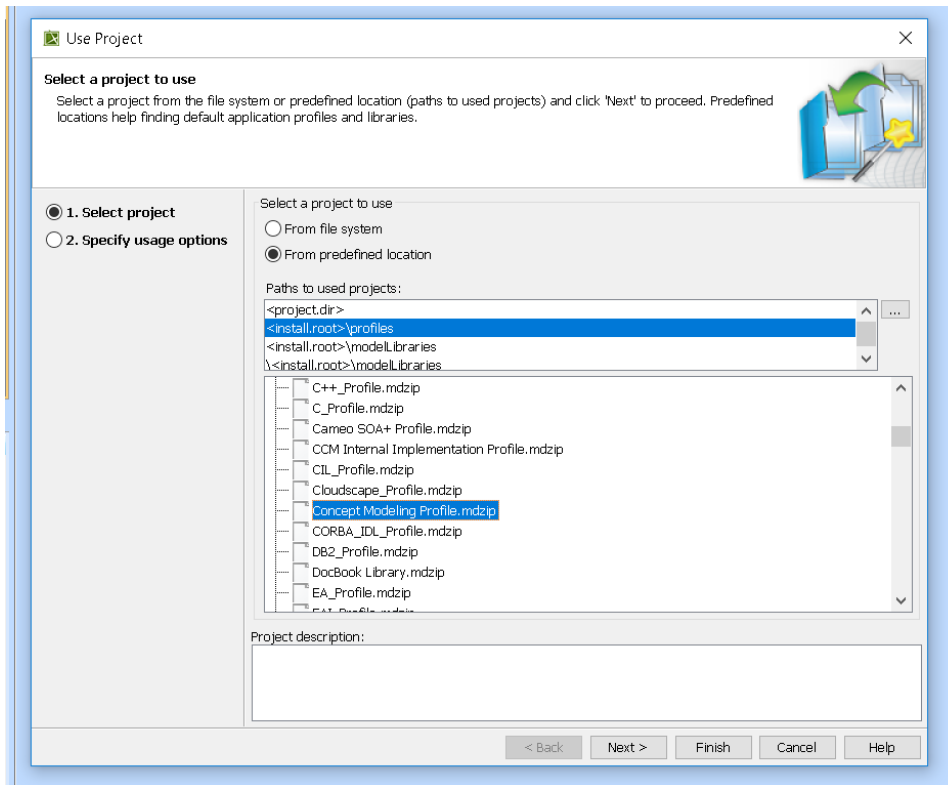 Use Project
Select a project to use
Select a project from the file system or predefined location (paths to used projects) and click 'Next' to proceed. Predefined
locations help finding default application profiles and libraries.
1. Select project
2. Specify usage options
Select a project to use
From file system
From predefined location
Paths to used projects:
<project.dir>
...
<install.root>\profiles
<install.root>\modelLibraries
\<install.root>\modelLibraries
C++_Profile.mdzip
C_Profile.mdzip
Cameo SOA+ Profile.mdzip
CCM Internal Implementation Profile.mdzip
CIL_Profile.mdzip
Cloudscape_Profile.mdzip
Concept Modeling Profile.mdzip
CORBA_IDL_Profile.mdzip
DB2_Profile.mdzip
DocBook Library.mdzip
EA_Profile.mdzip
Project description:
< Back Next > Finish Cancel Help